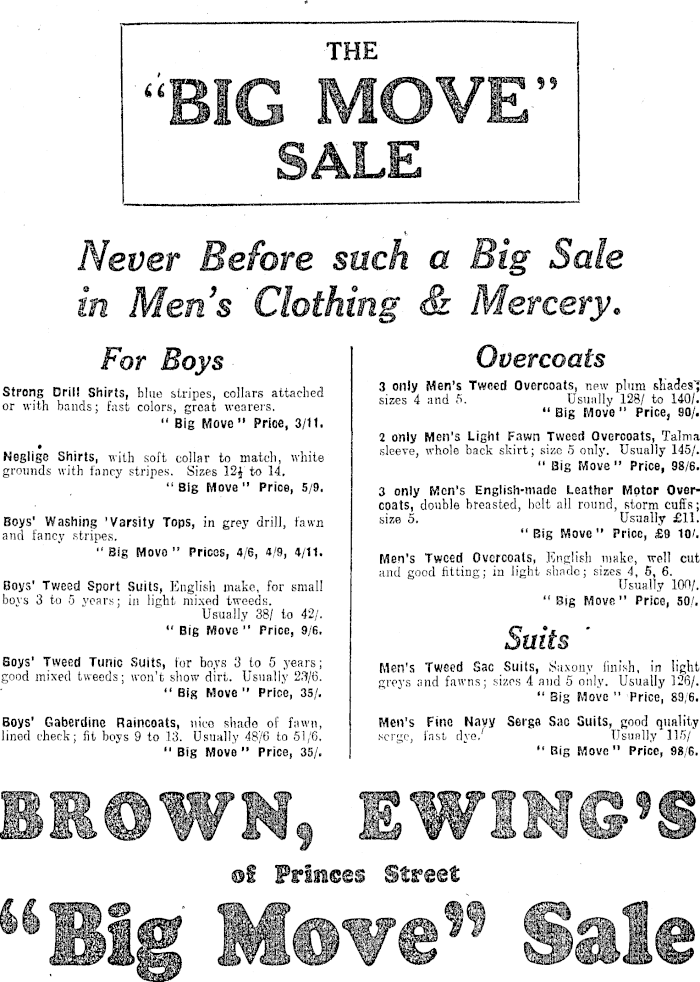 THE
"BIG MOVE"
SALE
Never Before such a Big Sale
in Men's Clothing & Mercery.
For Boys
Strong Drill Shirts, blue stripes, collars attached
or with bands; fast colors, great wearers.
"Big Move" Price, 3/11.
Neglige Shirts, with soft collar to match, white
grounds with fancy stripes. Sizes 12½ to 14.
"Big Move" Price, 5/9.
Boys' Washing 'Varsity Tops, in grey drill, fawn
and fancy stripes.
"Big Move" Prices, 4/6, 4/9, 4/11.
Boys' Tweed Sport Suits, English make, for small
boys 3 to 5 years; in light mixed tweeds.
Usually 38/ to 42/.
"Big Move" Price, 9/6.
Boys' Tweed Tunic Suits, for boys 3 to 5 years;
good mixed tweeds; won't show dirt. Usually 23/6.
"Big Move" Price, 35/.
Boys' Gaberdine Raincoats, nice shade of fawn,
lined check; fit boys 9 to 13. Usually 48/6 to 51/6.
"Big Move" Price, 35/.
Overcoats
3 only Men's Tweed Overcoats, new plum shades;
sizes 4 and 5. Usually 128/ to 140/.
"Big Move" Price, 90/.
2 only Men's Light Fawn Tweed Overcoats, Talma
sleeve, whole back skirt; size 5 only. Usually 145/.
"Big Move" Price, 98/6.
3 only Men's English-made Leather Motor Over-
coats, double breasted, belt all round, storm cuffs;
size 5. Usually £11.
"Big Move" Price, £9 10/.
Men's Tweed Overcoats, English make, well cut
and good fitting; in light shade; sizes 4, 5, 6.
Usually 100/.
"Big Move" Price, 50/.
Suits
Men's Tweed Sac Suits, Saxony finish, in light
greys and fawns; sizes 4 and 5 only. Usually 126/.
"Big Move" Price, 89/6.
Men's Fine Navy Serge Sac Suits, good quality
serge, fast dye. Usually 115/
"Big Move" Price, 98/6.
BROWN, EWING'S
of Princes Street
"Big Move" Sale